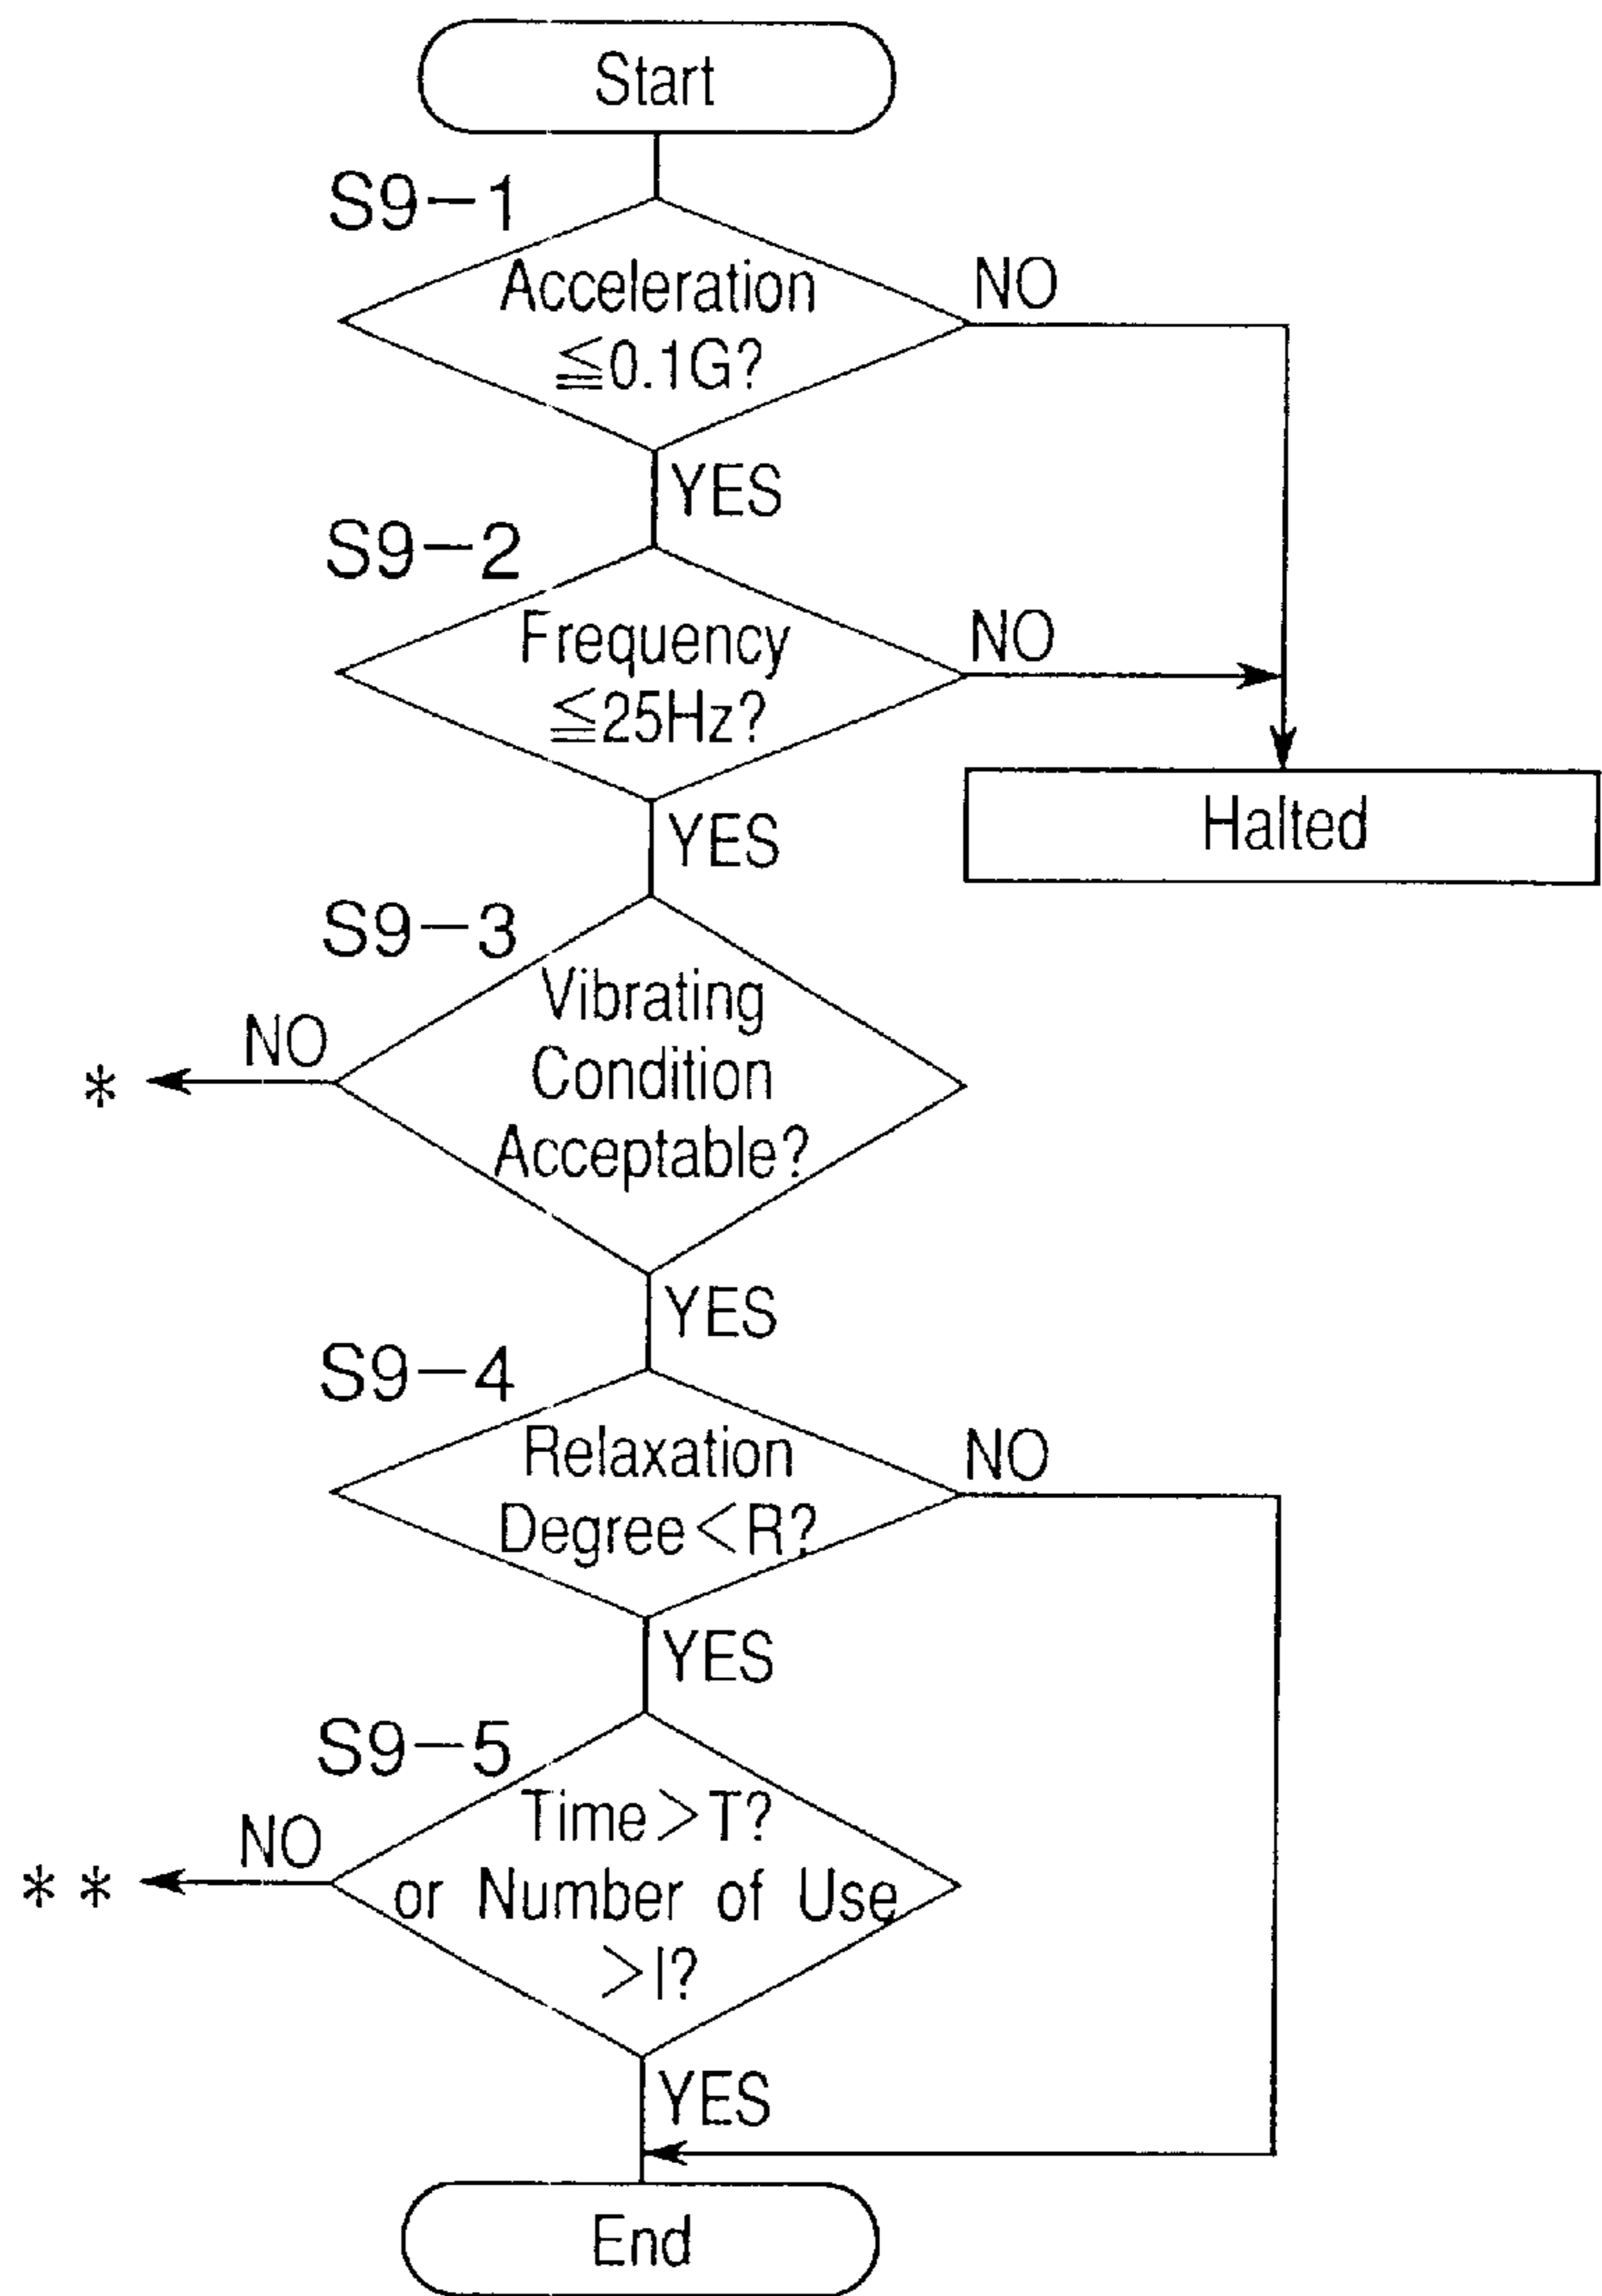 Start
S9-1
Acceleration
≦0.1G?
NO
YES
S9-2
Frequency
≦25Hz?
NO
YES
Halted
S9-3
Vibrating
Condition
Acceptable?
NO
*
YES
S9-4
Relaxation
Degree<R?
NO
YES
S9-5
Time>T?
or Number of Use
>I?
NO
**
YES
End